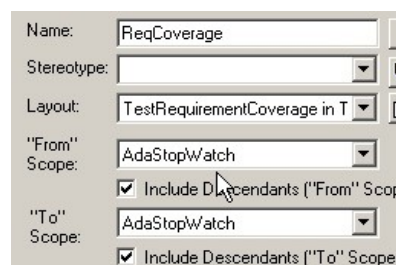 Name: ReqCoverage
Stereotype:
Layout: TestRequirementCoverage in T
"From" Scope: AdaStopWatch
Include Descendants ("From" Scop
"To" Scope: AdaStopWatch
Include Descendants ("To" Scope